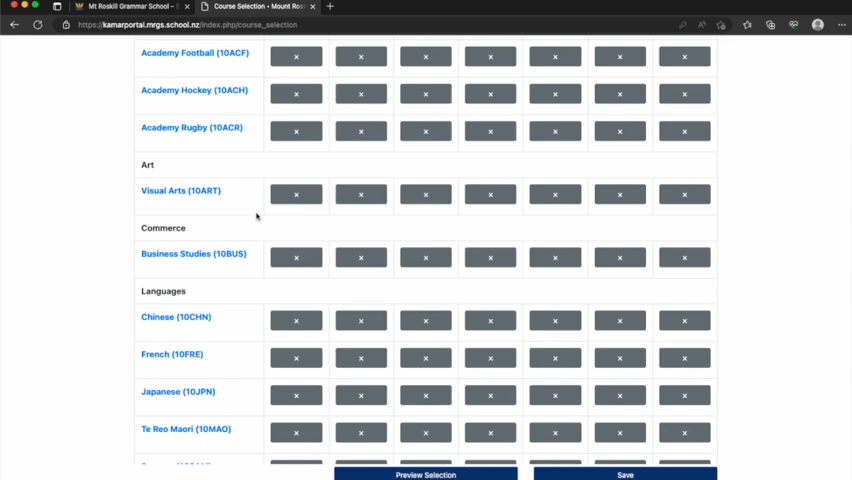 Mt Roskill Grammar School – S
Course Selection - Mount Ros
https://kamarportal.mrgs.school.nz/index.php/course_selection
Academy Football (10ACF)
Academy Hockey (10ACH)
Academy Rugby (10ACR)
Art
Visual Arts (10ART)
Commerce
Business Studies (10BUS)
Languages
Chinese (10CHN)
French (10FRE)
Japanese (10JPN)
Te Reo Maori (10MAO)
Preview Selection
Save